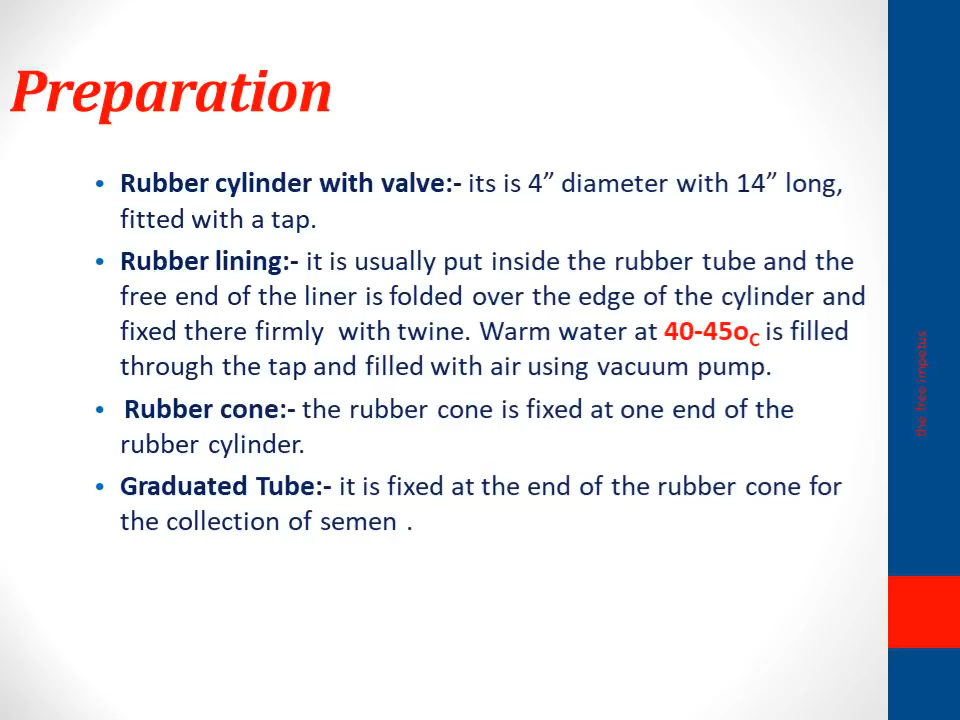 Preparation
• Rubber cylinder with valve:- its is 4” diameter with 14” long,
fitted with a tap.
• Rubber lining:- it is usually put inside the rubber tube and the
free end of the liner is folded over the edge of the cylinder and
fixed there firmly with twine. Warm water at 40-45oC is filled
through the tap and filled with air using vacuum pump.
• Rubber cone:- the rubber cone is fixed at one end of the
rubber cylinder.
• Graduated Tube:- it is fixed at the end of the rubber cone for
the collection of semen .
the free impetus